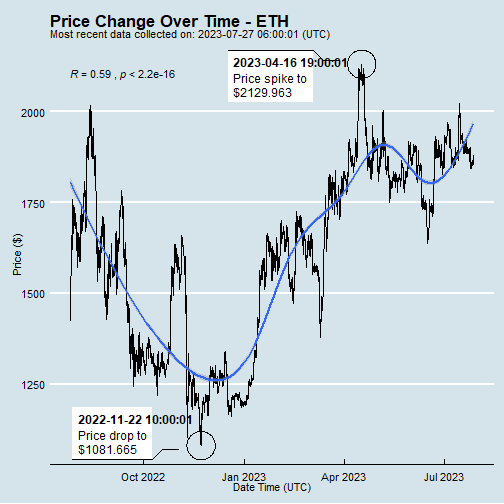 Price Change Over Time - ETH
Most recent data collected on: 2023-07-27 06:00:01 (UTC)
2023-04-16 19:00:01
Price spike to
$2129.963
R = 0.59 , p < 2.2e-16
2000
1750
1500
1250
Price ($)
2022-11-22 10:00:01
Price drop to
$1081.665
Oct 2022
Jan 2023
Apr 2023
Jul 2023
Date Time (UTC)